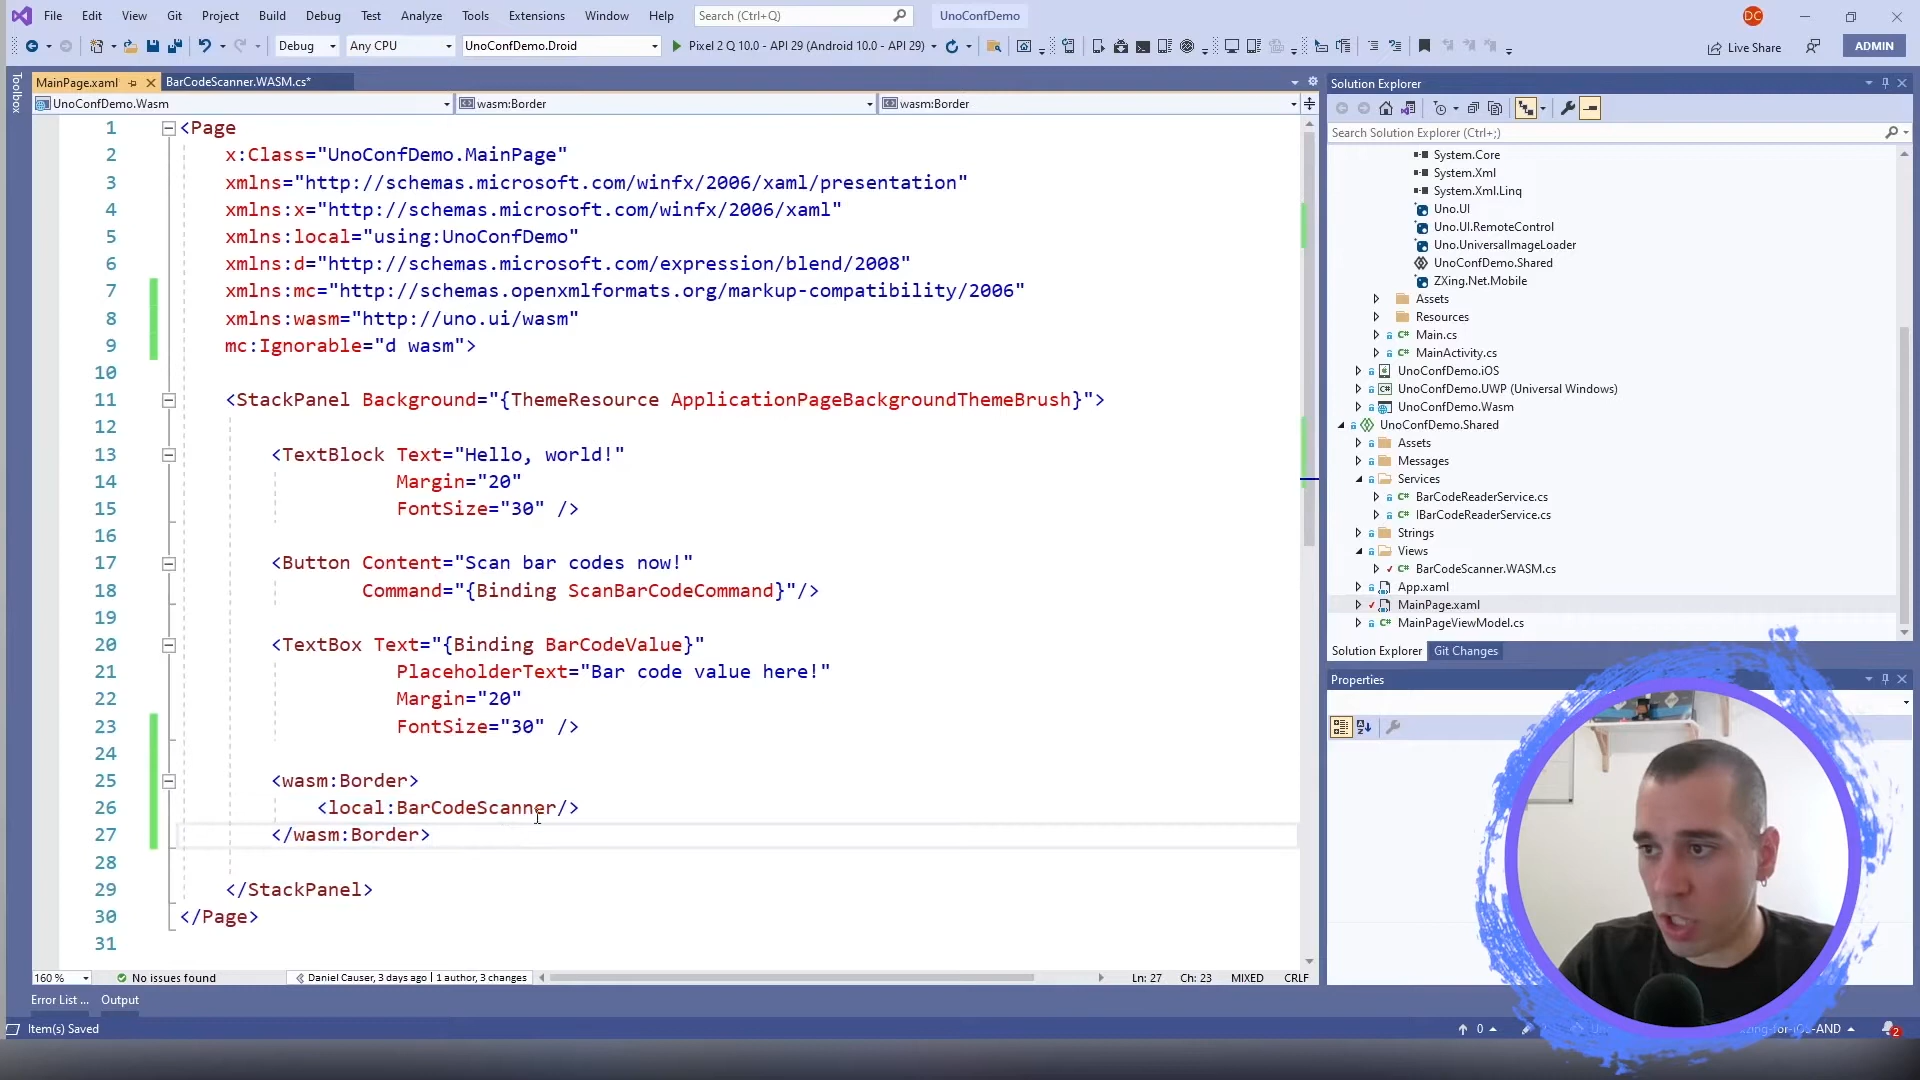 File Edit View Git Project Build Debug Test Analyze Tools Extensions Window Help Search (Ctrl+Q) UnoConfDemo DC
Debug Any CPU UnoConfDemo.Droid Pixel 2 Q 10.0 - API 29 (Android 10.0 - API 29) Live Share ADMIN
Toolbox
MainPage.xaml BarCodeScanner.WASM.cs*
UnoConfDemo.Wasm wasm:Border wasm:Border
1 <Page
2 x:Class="UnoConfDemo.MainPage"
3 xmlns="http://schemas.microsoft.com/winfx/2006/xaml/presentation"
4 xmlns:x="http://schemas.microsoft.com/winfx/2006/xaml"
5 xmlns:local="using:UnoConfDemo"
6 xmlns:d="http://schemas.microsoft.com/expression/blend/2008"
7 xmlns:mc="http://schemas.openxmlformats.org/markup-compatibility/2006"
8 xmlns:wasm="http://uno.ui/wasm"
9 mc:Ignorable="d wasm">
10
11 <StackPanel Background="{ThemeResource ApplicationPageBackgroundThemeBrush}">
12
13 <TextBlock Text="Hello, world!"
14 Margin="20"
15 FontSize="30" />
16
17 <Button Content="Scan bar codes now!"
18 Command="{Binding ScanBarCodeCommand}"/>
19
20 <TextBox Text="{Binding BarCodeValue}"
21 PlaceholderText="Bar code value here!"
22 Margin="20"
23 FontSize="30" />
24
25 <wasm:Border>
26 <local:BarCodeScanner/>
27 </wasm:Border>
28
29 </StackPanel>
30 </Page>
31
160 % No issues found Daniel Causer, 3 days ago | 1 author, 3 changes Ln: 27 Ch: 23 MIXED CRLF
Error List ... Output
Item(s) Saved
Solution Explorer
Search Solution Explorer (Ctrl+;)
System.Core
System.Xml
System.Xml.Linq
Uno.UI
Uno.UI.RemoteControl
Uno.UniversalImageLoader
UnoConfDemo.Shared
ZXing.Net.Mobile
Assets
Resources
C# Main.cs
C# MainActivity.cs
UnoConfDemo.iOS
C# UnoConfDemo.UWP (Universal Windows)
UnoConfDemo.Wasm
UnoConfDemo.Shared
Assets
Messages
Services
C# BarCodeReaderService.cs
C# IBarCodeReaderService.cs
Strings
Views
C# BarCodeScanner.WASM.cs
App.xaml
MainPage.xaml
C# MainPageViewModel.cs
Solution Explorer Git Changes
Properties
0 2